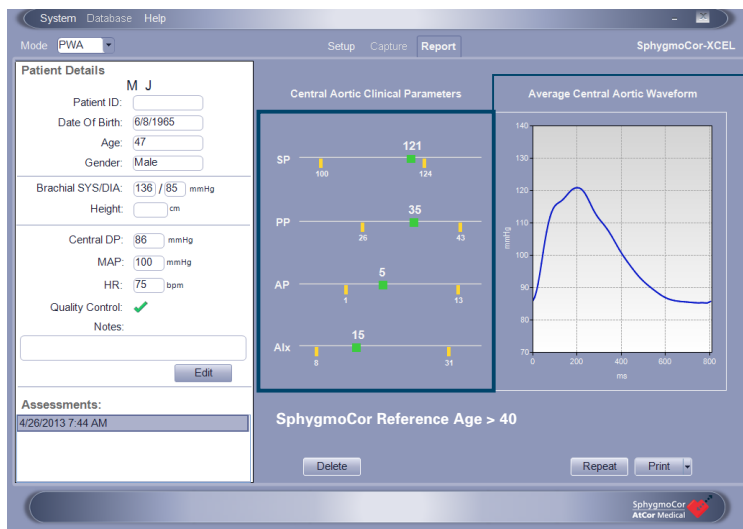 System Database Help
Mode PWA Setup Capture Report SphygmoCor-XCEL
Patient Details
M J
Patient ID:
Date Of Birth: 6/8/1965
Age: 47
Gender: Male
Brachial SYS/DIA: 136 / 85 mmHg
Height: cm
Central DP: 86 mmHg
MAP: 100 mmHg
HR: 75 bpm
Quality Control:
Notes:
Edit
Assessments:
4/26/2013 7:44 AM
Central Aortic Clinical Parameters
121
SP
100 124
35
PP
26 43
5
AP
1 13
15
AIx
8 31
Average Central Aortic Waveform
140
130
120
110
100
90
80
70
mmHg
0 200 400 600 800
ms
SphygmoCor Reference Age > 40
Delete Repeat Print
SphygmoCor
AtCor Medical